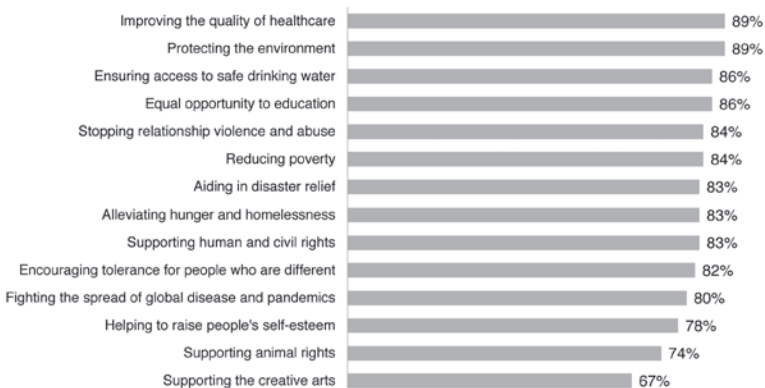 Improving the quality of healthcare 89%
Protecting the environment 89%
Ensuring access to safe drinking water 86%
Equal opportunity to education 86%
Stopping relationship violence and abuse 84%
Reducing poverty 84%
Aiding in disaster relief 83%
Alleviating hunger and homelessness 83%
Supporting human and civil rights 83%
Encouraging tolerance for people who are different 82%
Fighting the spread of global disease and pandemics 80%
Helping to raise people's self-esteem 78%
Supporting animal rights 74%
Supporting the creative arts 67%